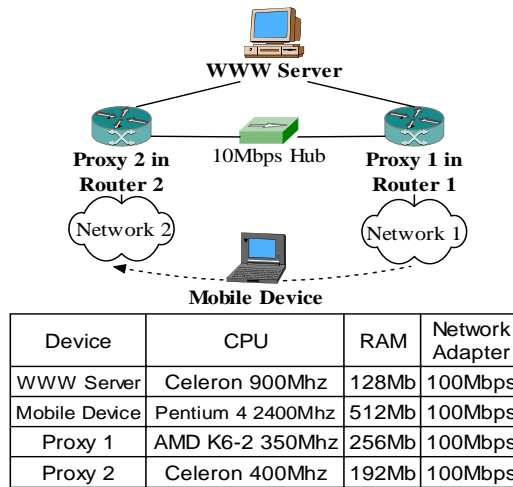 WWW Server
10Mbps Hub
Proxy 2 in
Router 2
Proxy 1 in
Router 1
Network 2
Network 1
Mobile Device
Device CPU RAM Network Adapter
WWW Server Celeron 900Mhz 128Mb 100Mbps
Mobile Device Pentium 4 2400Mhz 512Mb 100Mbps
Proxy 1 AMD K6-2 350Mhz 256Mb 100Mbps
Proxy 2 Celeron 400Mhz 192Mb 100Mbps